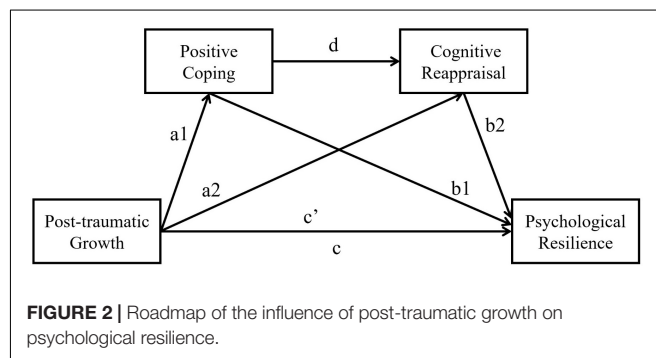 Positive
Coping
d
Cognitive
Reappraisal
a1
a2
b1
b2
Post-traumatic
Growth
c'
c
Psychological
Resilience
FIGURE 2 | Roadmap of the influence of post-traumatic growth on
psychological resilience.